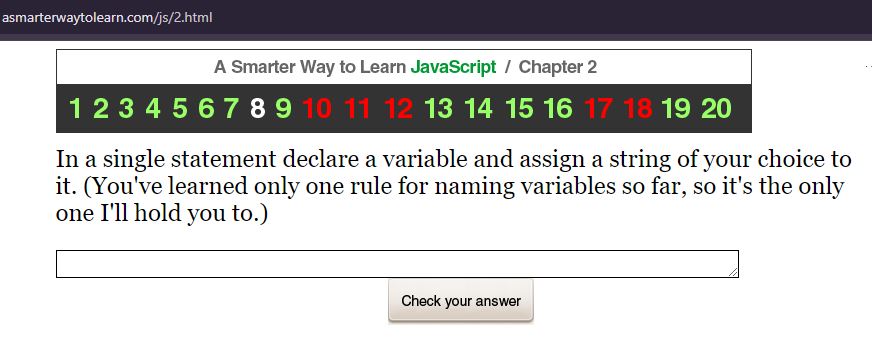 asmarterwaytolearn.com/js/2.html
A Smarter Way to Learn JavaScript / Chapter 2
1 2 3 4 5 6 7 8 9 10 11 12 13 14 15 16 17 18 19 20
In a single statement declare a variable and assign a string of your choice to
it. (You've learned only one rule for naming variables so far, so it's the only
one I'll hold you to.)
Check your answer